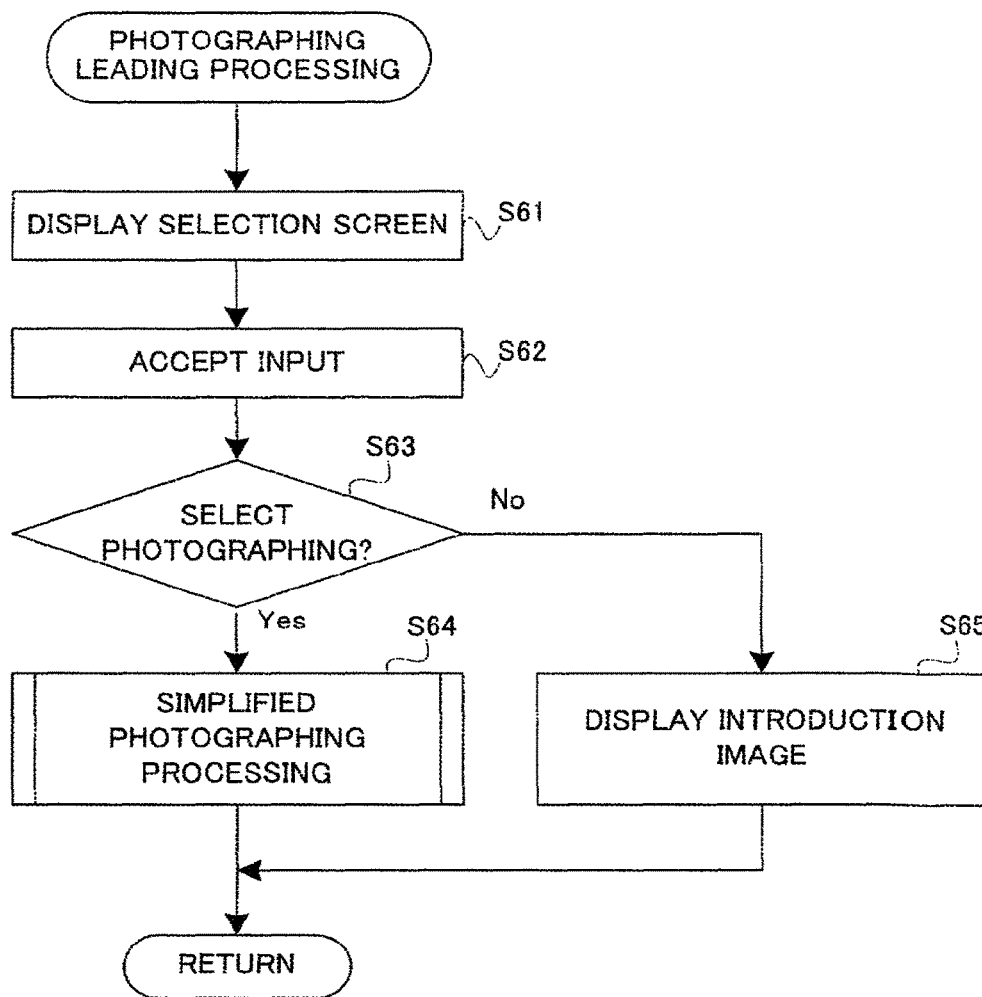 PHOTOGRAPHING
LEADING PROCESSING
DISPLAY SELECTION SCREEN
S61
ACCEPT INPUT
S62
S63
SELECT
PHOTOGRAPHING?
No
Yes
S64
SIMPLIFIED
PHOTOGRAPHING
PROCESSING
S65
DISPLAY INTRODUCTION
IMAGE
RETURN